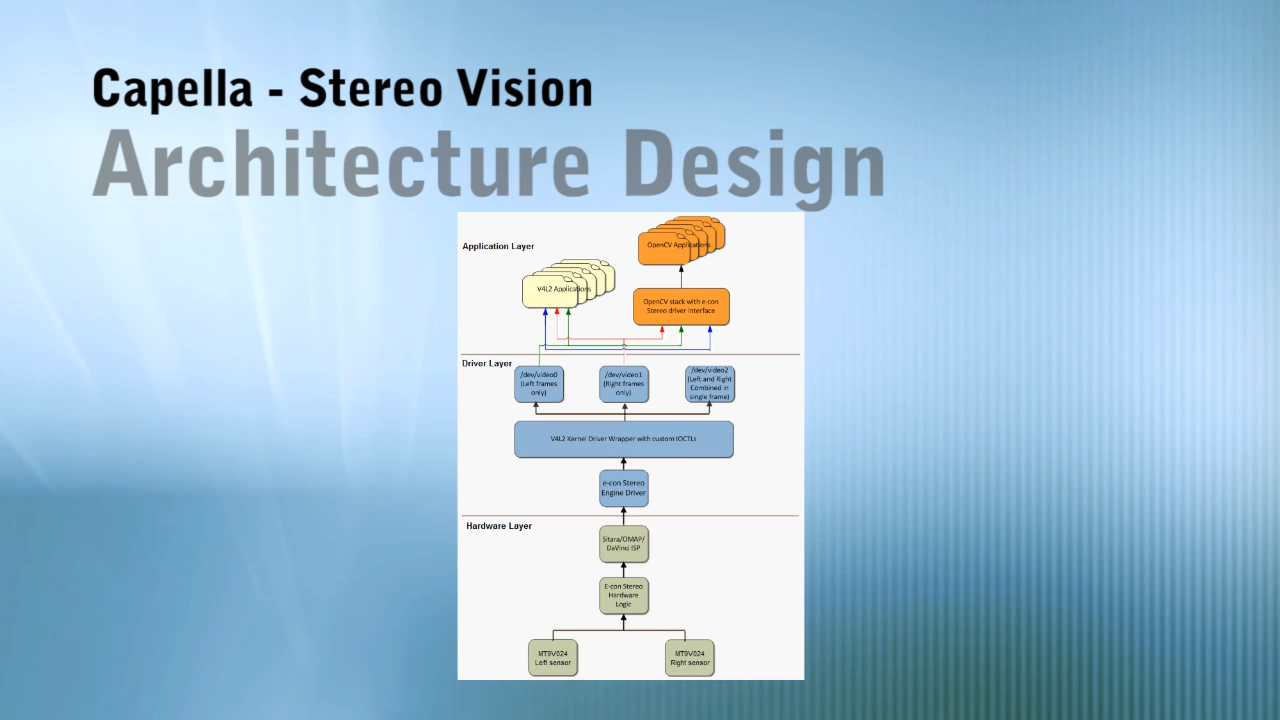 Capella - Stereo Vision
Architecture Design
Application Layer
OpenCV Applications
V4L2 Applications
OpenCV stack with e-con
Stereo driver interface
Driver Layer
/dev/video0
(Left frames
only)
/dev/video1
(Right frames
only)
/dev/video2
(Left and Right
Combined in
single frame)
V4L2 Kernel Driver Wrapper with custom IOCTLs
e-con Stereo
Engine Driver
Hardware Layer
Sitara/OMAP/
DaVinci ISP
E-con Stereo
Hardware
Logic
MT9V024
Left sensor
MT9V024
Right sensor